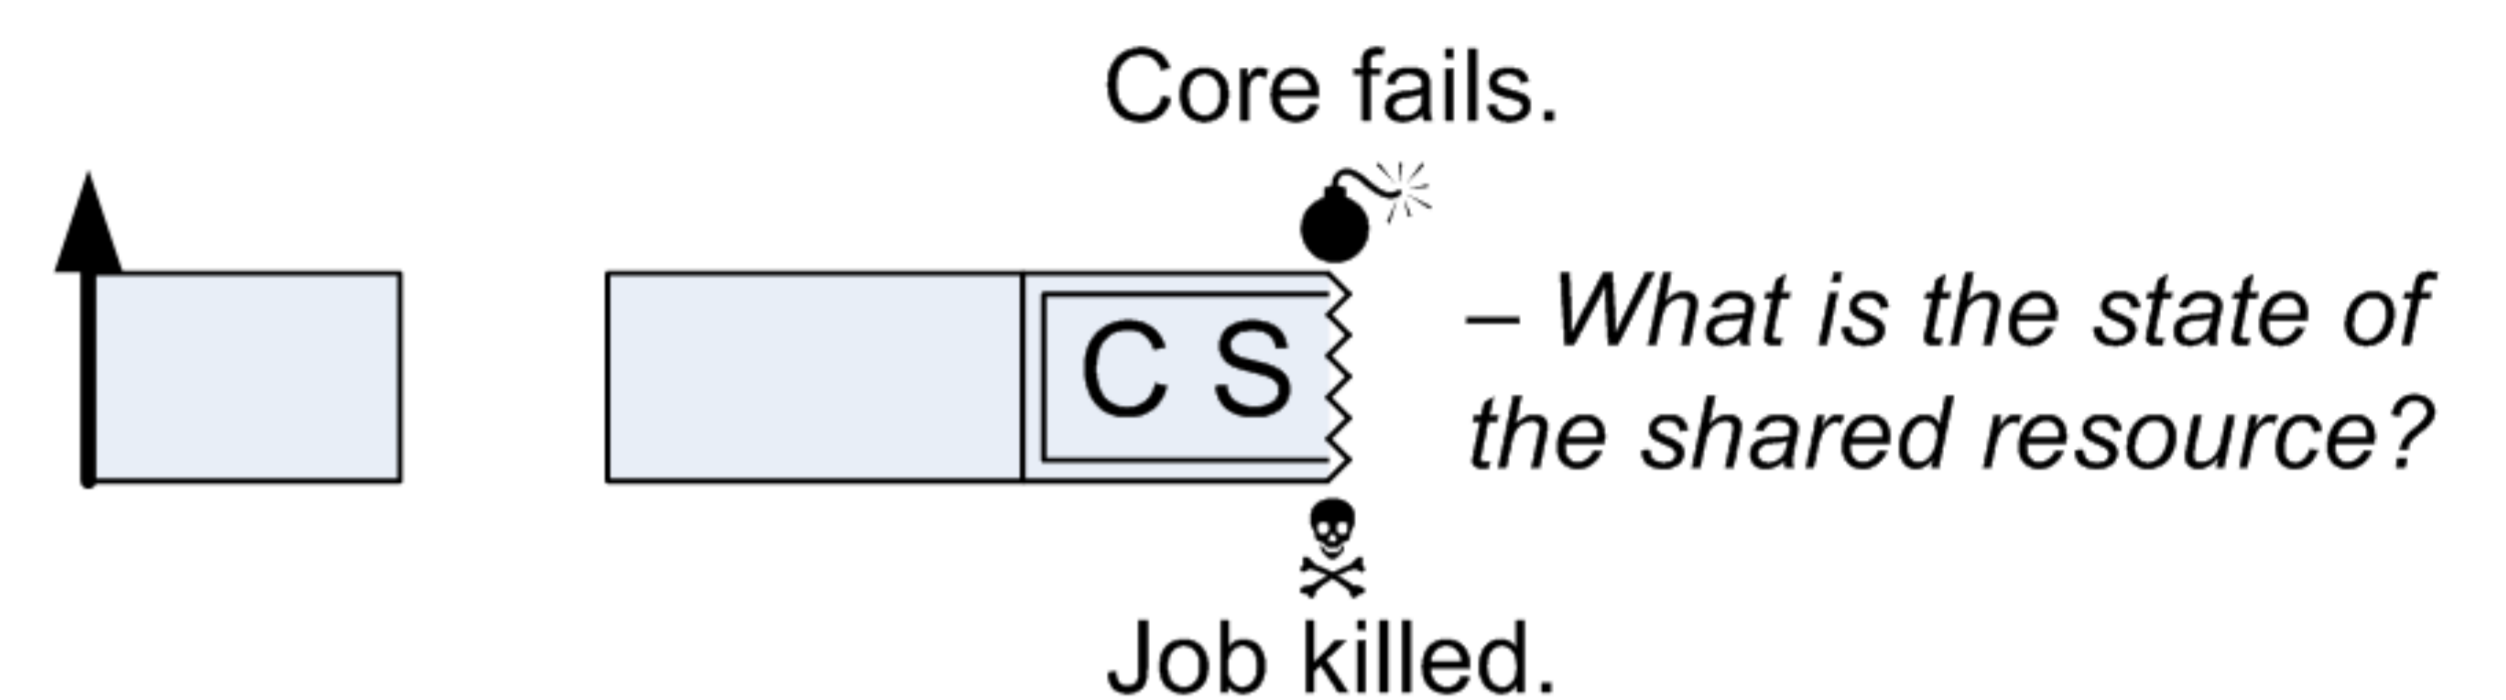 Core fails.
C S
– What is the state of
the shared resource?
Job killed.